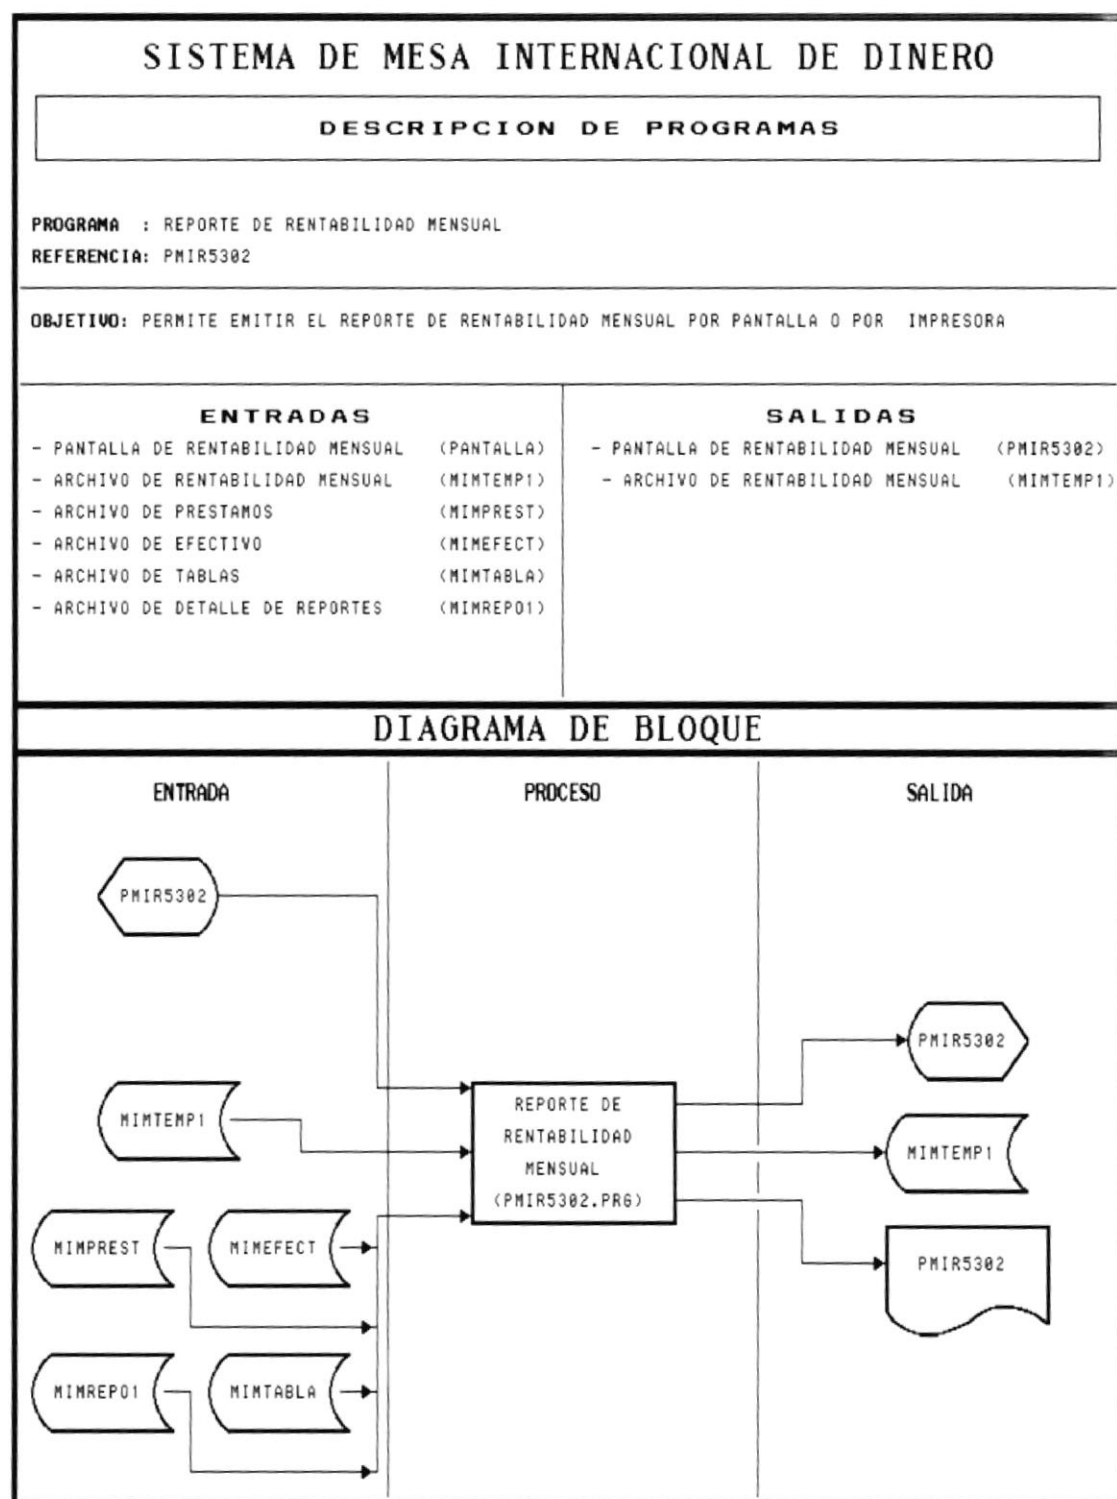 SISTEMA DE MESA INTERNACIONAL DE DINERO
DESCRIPCION DE PROGRAMAS
PROGRAMA : REPORTE DE RENTABILIDAD MENSUAL
REFERENCIA: PMIR5302
OBJETIVO: PERMITE EMITIR EL REPORTE DE RENTABILIDAD MENSUAL POR PANTALLA O POR IMPRESORA
ENTRADAS
- PANTALLA DE RENTABILIDAD MENSUAL (PANTALLA)
- ARCHIVO DE RENTABILIDAD MENSUAL (MIMTEMP1)
- ARCHIVO DE PRESTAMOS (MIMPREST)
- ARCHIVO DE EFECTIVO (MIMEFECT)
- ARCHIVO DE TABLAS (MIMTABLA)
- ARCHIVO DE DETALLE DE REPORTES (MIMREPO1)
SALIDAS
- PANTALLA DE RENTABILIDAD MENSUAL (PMIR5302)
- ARCHIVO DE RENTABILIDAD MENSUAL (MIMTEMP1)
DIAGRAMA DE BLOQUE
ENTRADA
PROCESO
SALIDA
PMIR5302
MIMTEMP1
MIMPREST
MIMEFECT
MIMREPO1
MIMTABLA
REPORTE DE
RENTABILIDAD
MENSUAL
(PMIR5302.PRG)
PMIR5302
MIMTEMP1
PMIR5302